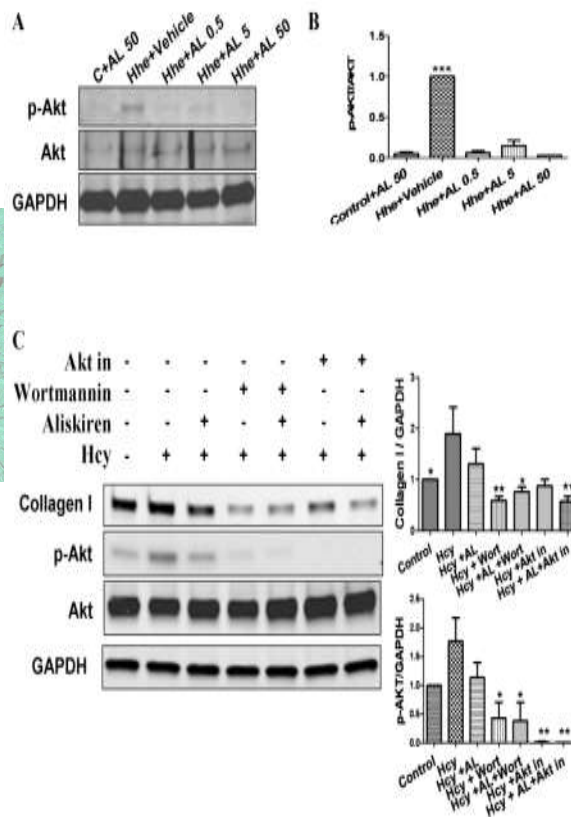 A
C+AL 50
Hhe+Vehicle
Hhe+AL 0.5
Hhe+AL 5
Hhe+AL 50
p-Akt
Akt
GAPDH
B
p-AKT/AKT
1.5
1.0
0.5
0.0
***
Control+AL 50
Hhe+Vehicle
Hhe+AL 0.5
Hhe+AL 5
Hhe+AL 50
C
Akt in - - - - - + +
Wortmannin - - - + + - -
Aliskiren - - + - + - +
Hcy - + + + + + +
Collagen I
p-Akt
Akt
GAPDH
Collagen I / GAPDH
3
2
1
0
* ** * **
Control
Hcy
Hcy +AL
Hcy + Wort
Hcy +AL +Wort
Hcy +Akt in
Hcy + AL+Akt in
p-AKT/GAPDH
2.5
2.0
1.5
1.0
0.5
0.0
* * ** **
Control
Hcy
Hcy +AL
Hcy + Wort
Hcy +AL+Wort
Hcy +Akt in
Hcy + AL+Akt in